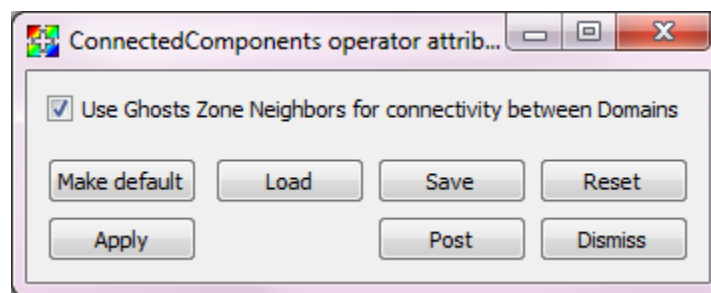 ConnectedComponents operator attrib...
Use Ghosts Zone Neighbors for connectivity between Domains
Make default Load Save Reset
Apply Post Dismiss